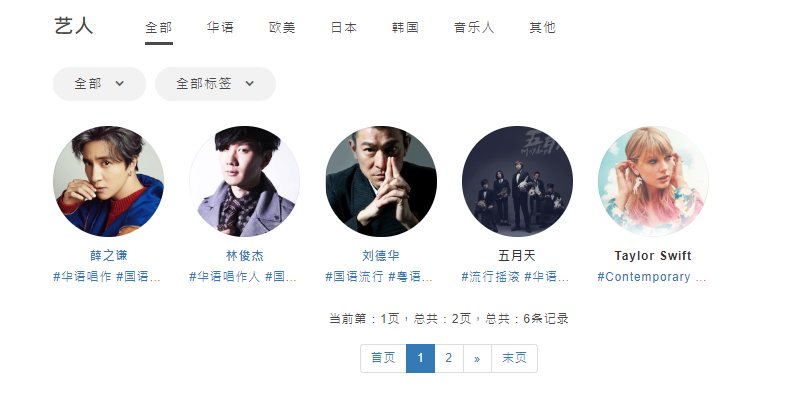 艺人 全部 华语 欧美 日本 韩国 音乐人 其他
全部 全部标签
薛之谦 林俊杰 刘德华 五月天 Taylor Swift
#华语唱作 #国语... #华语唱作人 #国... #国语流行 #粤语... #流行摇滚 #华语... #Contemporary ...
当前第：1页，总共：2页，总共：6条记录
首页 1 2 » 末页